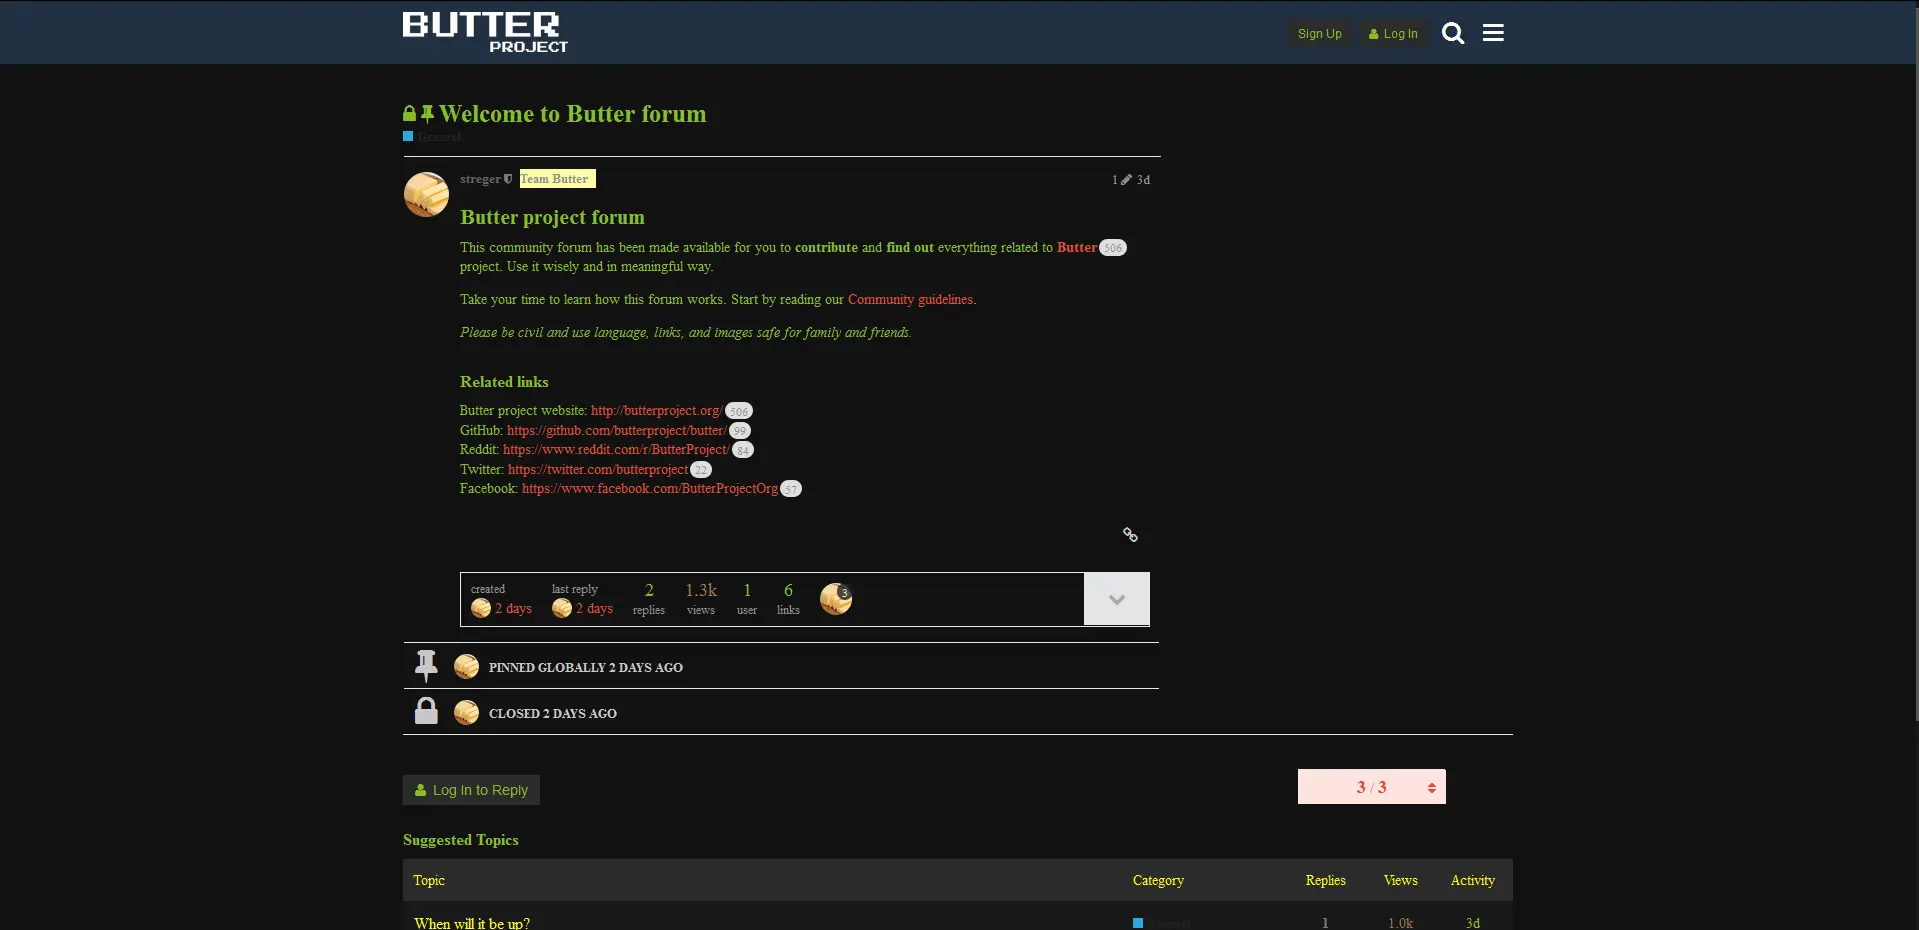 BUTTER
PROJECT
Sign Up
Log In
Welcome to Butter forum
General
streger Team Butter
1 3d
Butter project forum
This community forum has been made available for you to contribute and find out everything related to Butter 506
project. Use it wisely and in meaningful way.
Take your time to learn how this forum works. Start by reading our Community guidelines.
Please be civil and use language, links, and images safe for family and friends.
Related links
Butter project website: http://butterproject.org/ 506
GitHub: https://github.com/butterproject/butter/ 99
Reddit: https://www.reddit.com/r/ButterProject/ 84
Twitter: https://twitter.com/butterproject 22
Facebook: https://www.facebook.com/ButterProjectOrg 57
created last reply 2 1.3k 1 6 3
2 days 2 days replies views user links
PINNED GLOBALLY 2 DAYS AGO
CLOSED 2 DAYS AGO
Log In to Reply
3 / 3
Suggested Topics
Topic Category Replies Views Activity
When will it be up? 1 1.0k 3d